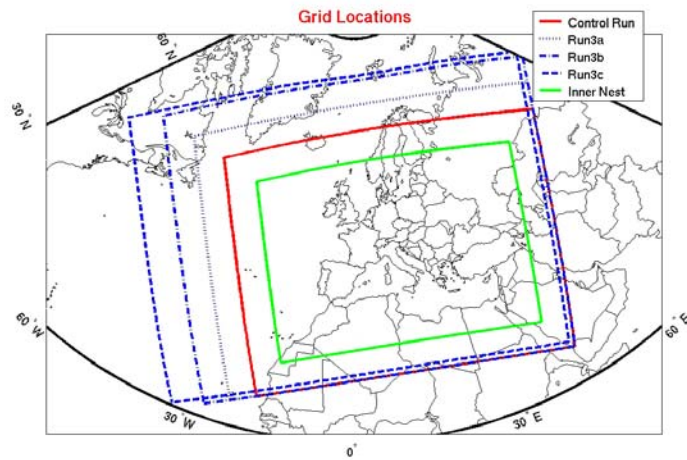 Grid Locations
Control Run
Run3a
Run3b
Run3c
Inner Nest
60°N
30°N
60°W
60°E
30°W
30°E
0°